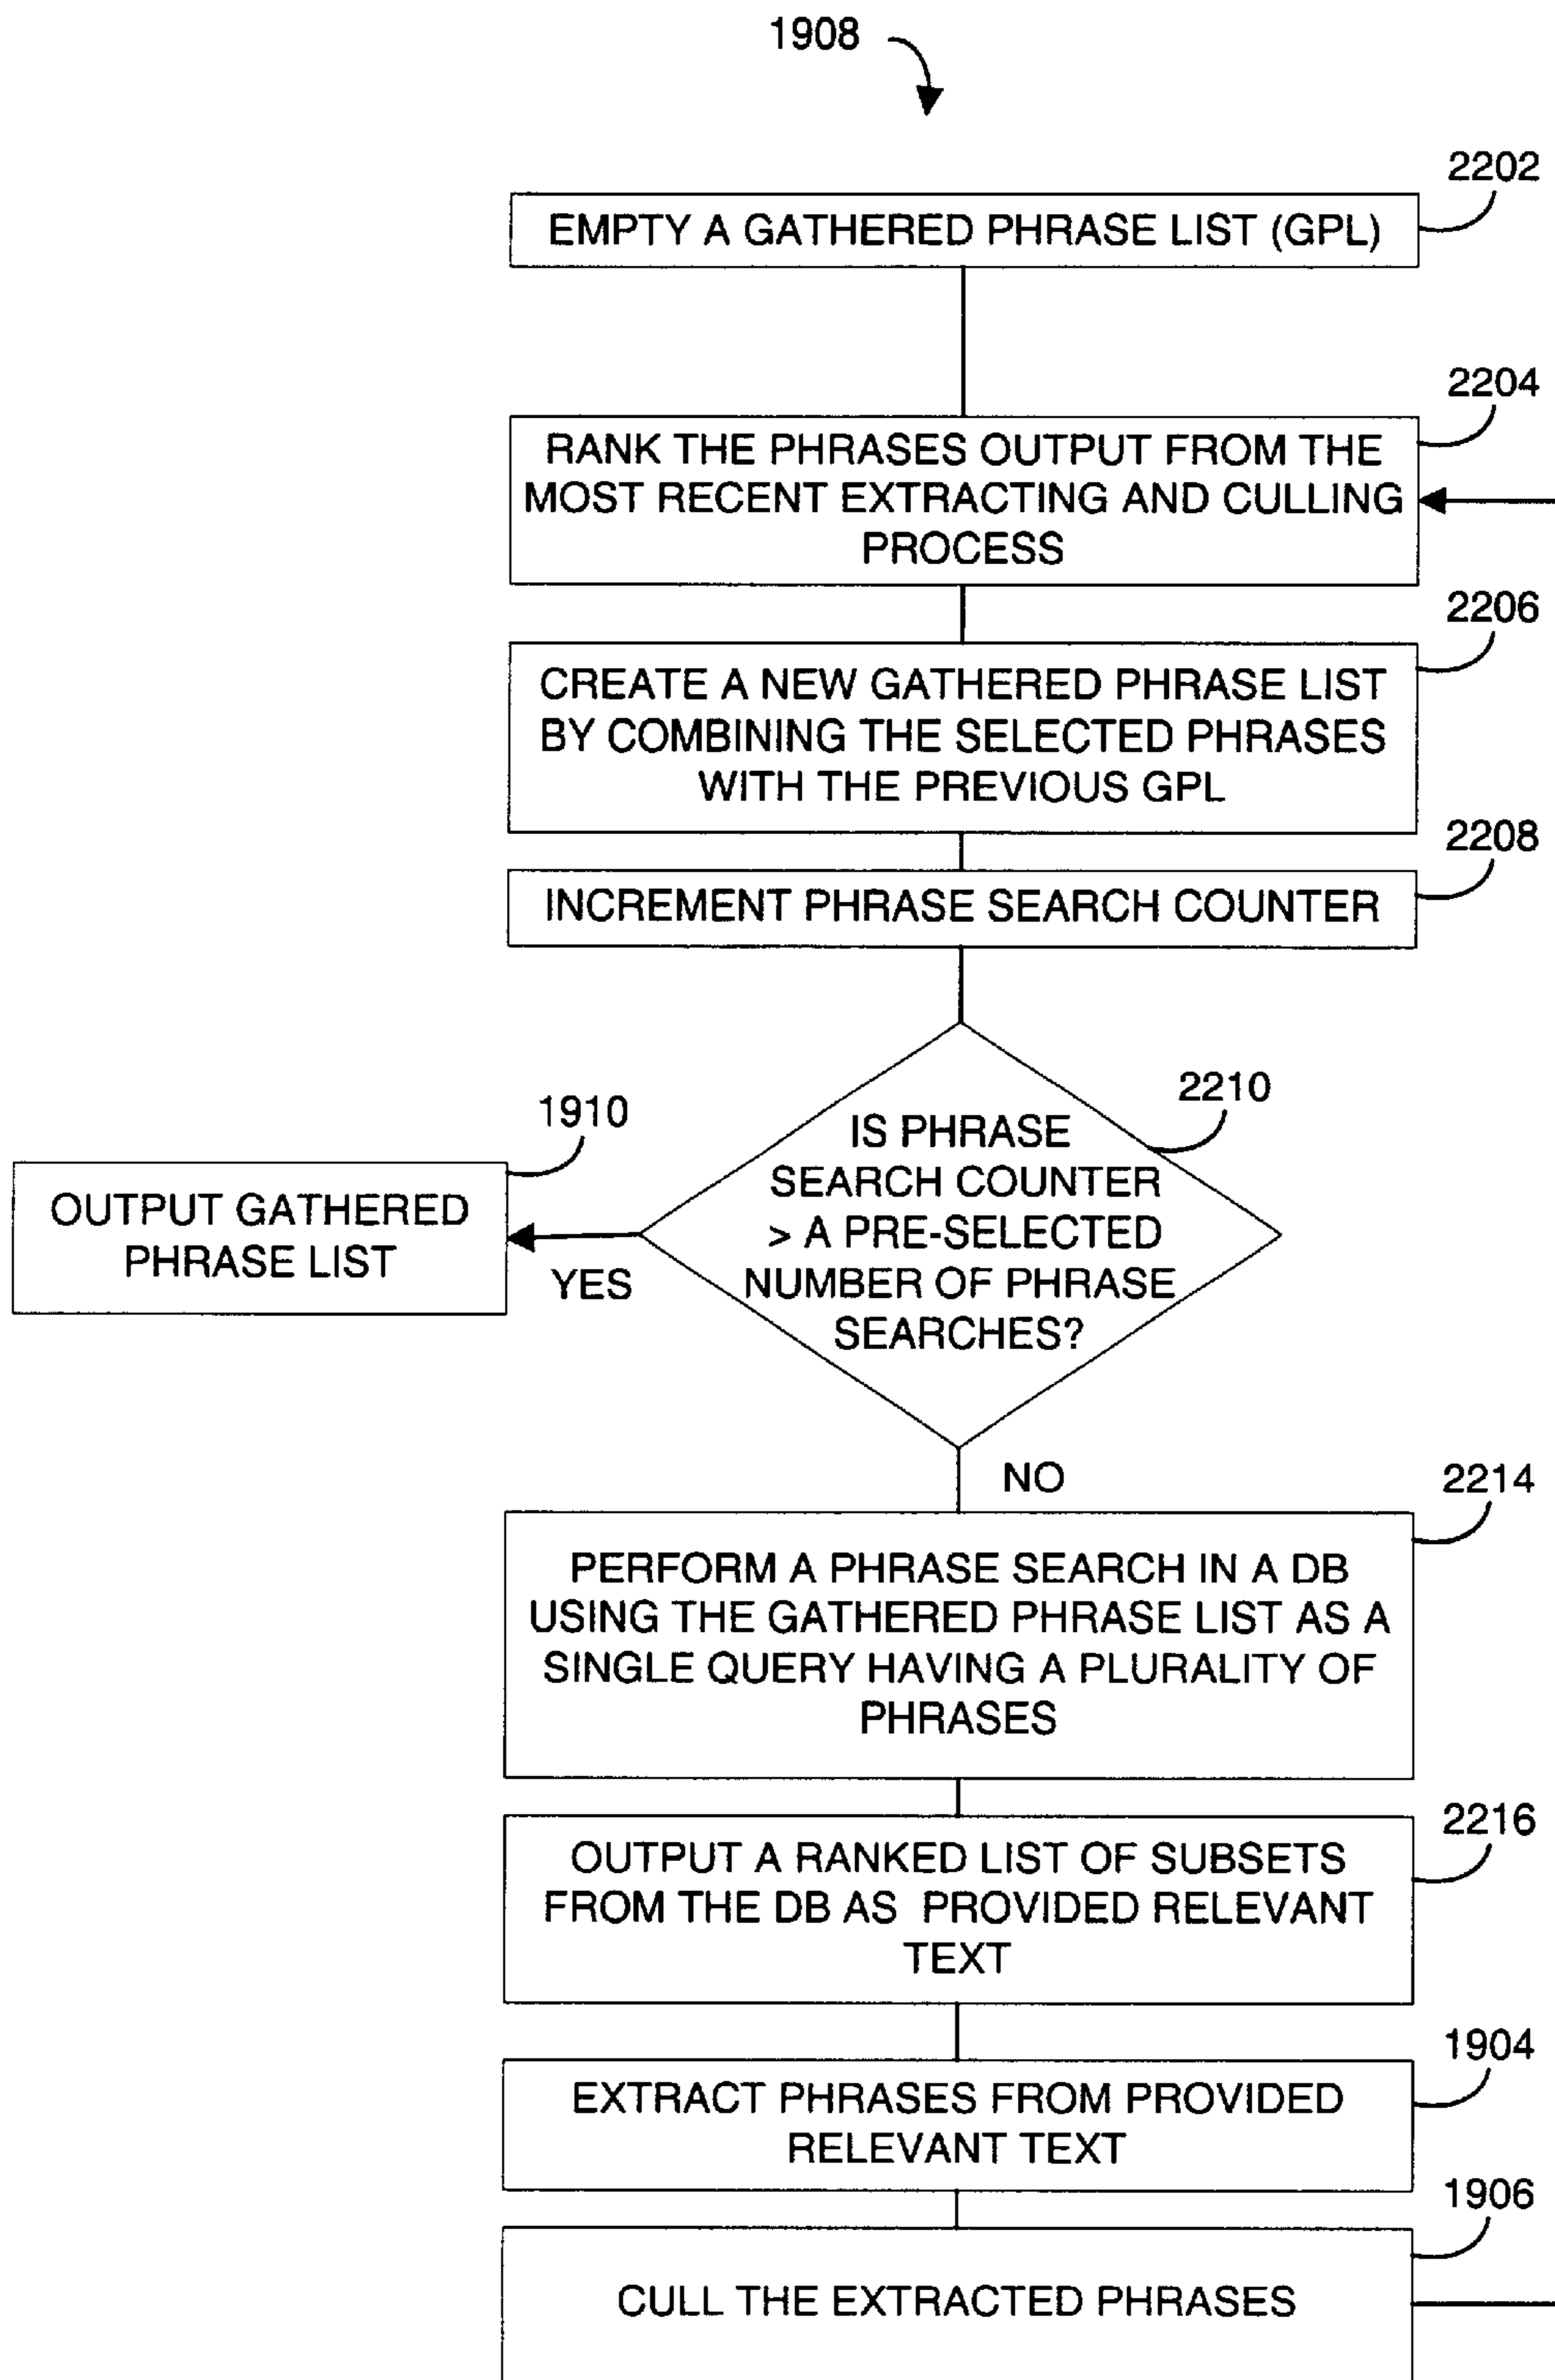 1908
2202
EMPTY A GATHERED PHRASE LIST (GPL)
2204
RANK THE PHRASES OUTPUT FROM THE
MOST RECENT EXTRACTING AND CULLING
PROCESS
2206
CREATE A NEW GATHERED PHRASE LIST
BY COMBINING THE SELECTED PHRASES
WITH THE PREVIOUS GPL
2208
INCREMENT PHRASE SEARCH COUNTER
2210
IS PHRASE
SEARCH COUNTER
> A PRE-SELECTED
NUMBER OF PHRASE
SEARCHES?
1910
OUTPUT GATHERED
PHRASE LIST
YES
NO
2214
PERFORM A PHRASE SEARCH IN A DB
USING THE GATHERED PHRASE LIST AS A
SINGLE QUERY HAVING A PLURALITY OF
PHRASES
2216
OUTPUT A RANKED LIST OF SUBSETS
FROM THE DB AS PROVIDED RELEVANT
TEXT
1904
EXTRACT PHRASES FROM PROVIDED
RELEVANT TEXT
1906
CULL THE EXTRACTED PHRASES